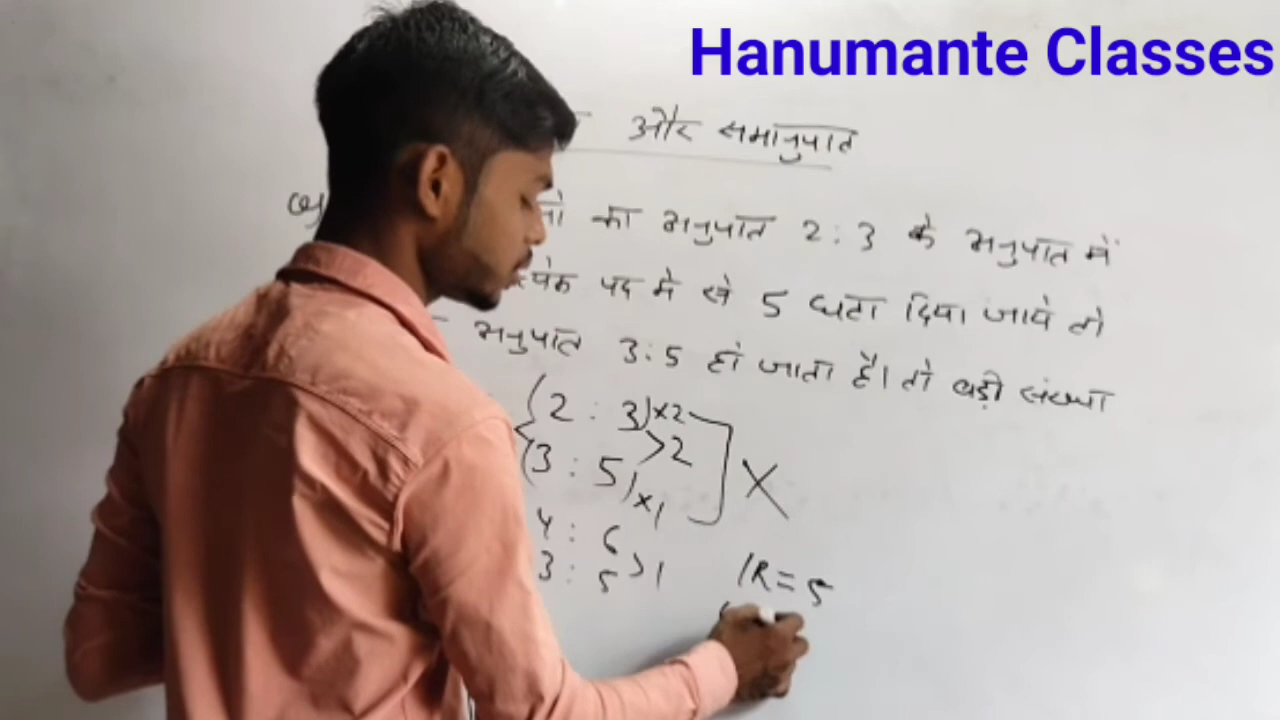 Hanumante Classes
और समानुपात
का अनुपात 2 : 3 के अनुपात में
पद मे से 5 घटा दिया जाये तो
अनुपात 3 : 5 हो जाता है। तो बड़ी संख्या
(2 : 3)×2
>2
(3 : 5)×1
X
4 : 6
>1
3 : 5
1R = 5